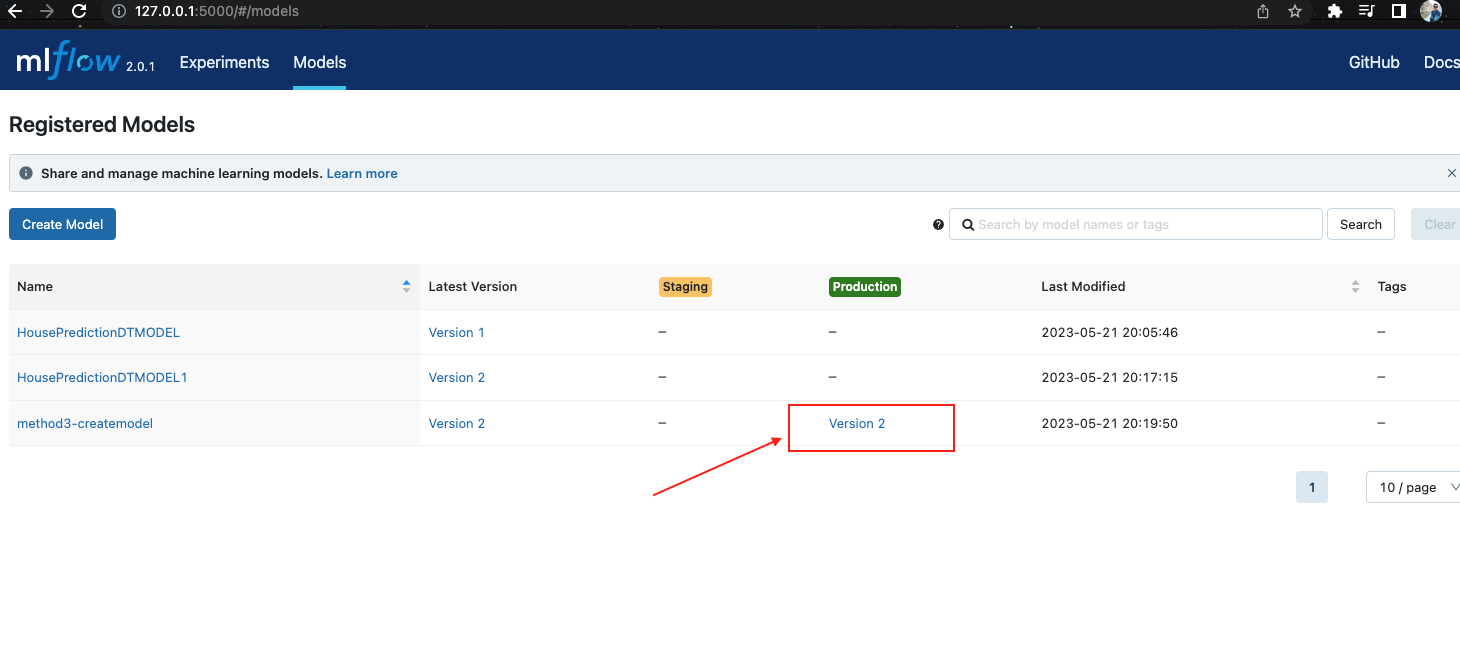 127.0.0.1:5000/#/models
mlflow 2.0.1 Experiments Models GitHub Docs
Registered Models
Share and manage machine learning models. Learn more
Create Model Search by model names or tags Search Clear
Name Latest Version Staging Production Last Modified Tags
HousePredictionDTMODEL Version 1 – – 2023-05-21 20:05:46 –
HousePredictionDTMODEL1 Version 2 – – 2023-05-21 20:17:15 –
method3-createmodel Version 2 – Version 2 2023-05-21 20:19:50 –
1 10 / page